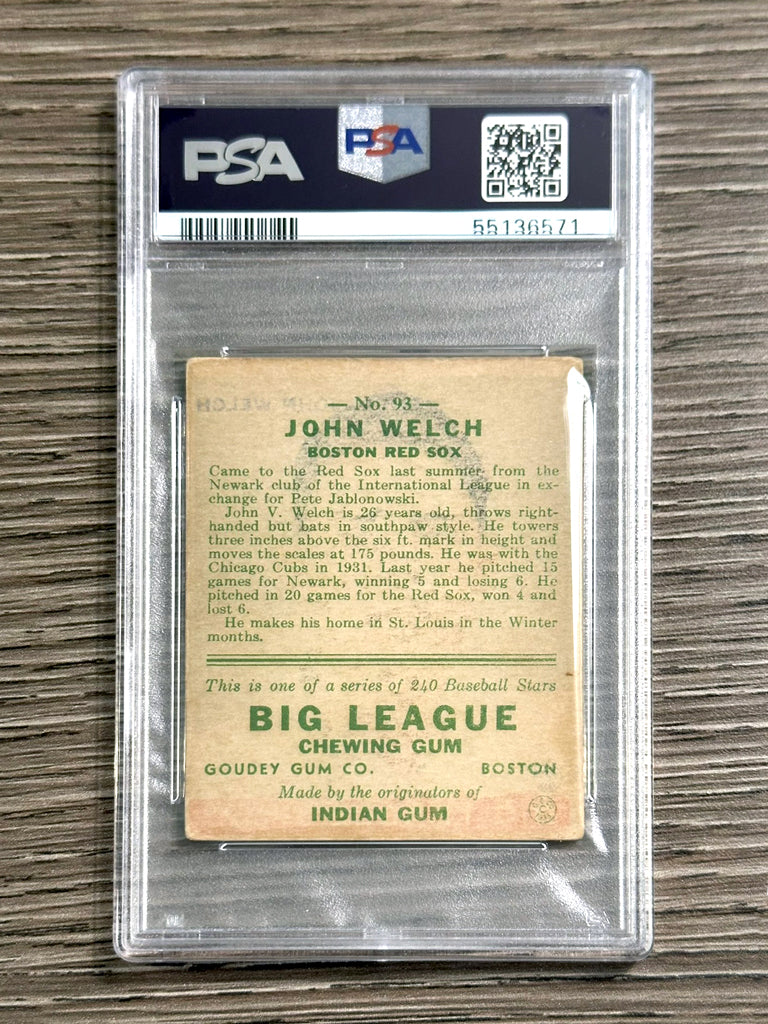 PSA PSA
55136571
— No. 93 —
JOHN WELCH
BOSTON RED SOX
Came to the Red Sox last summer from the
Newark club of the International League in ex-
change for Pete Jablonowski.
John V. Welch is 26 years old, throws right-
handed but bats in southpaw style. He towers
three inches above the six ft. mark in height and
moves the scales at 175 pounds. He was with the
Chicago Cubs in 1931. Last year he pitched 15
games for Newark, winning 5 and losing 6. He
pitched in 20 games for the Red Sox, won 4 and
lost 6.
He makes his home in St. Louis in the Winter
months.
This is one of a series of 240 Baseball Stars
BIG LEAGUE
CHEWING GUM
GOUDEY GUM CO. BOSTON
Made by the originators of
INDIAN GUM